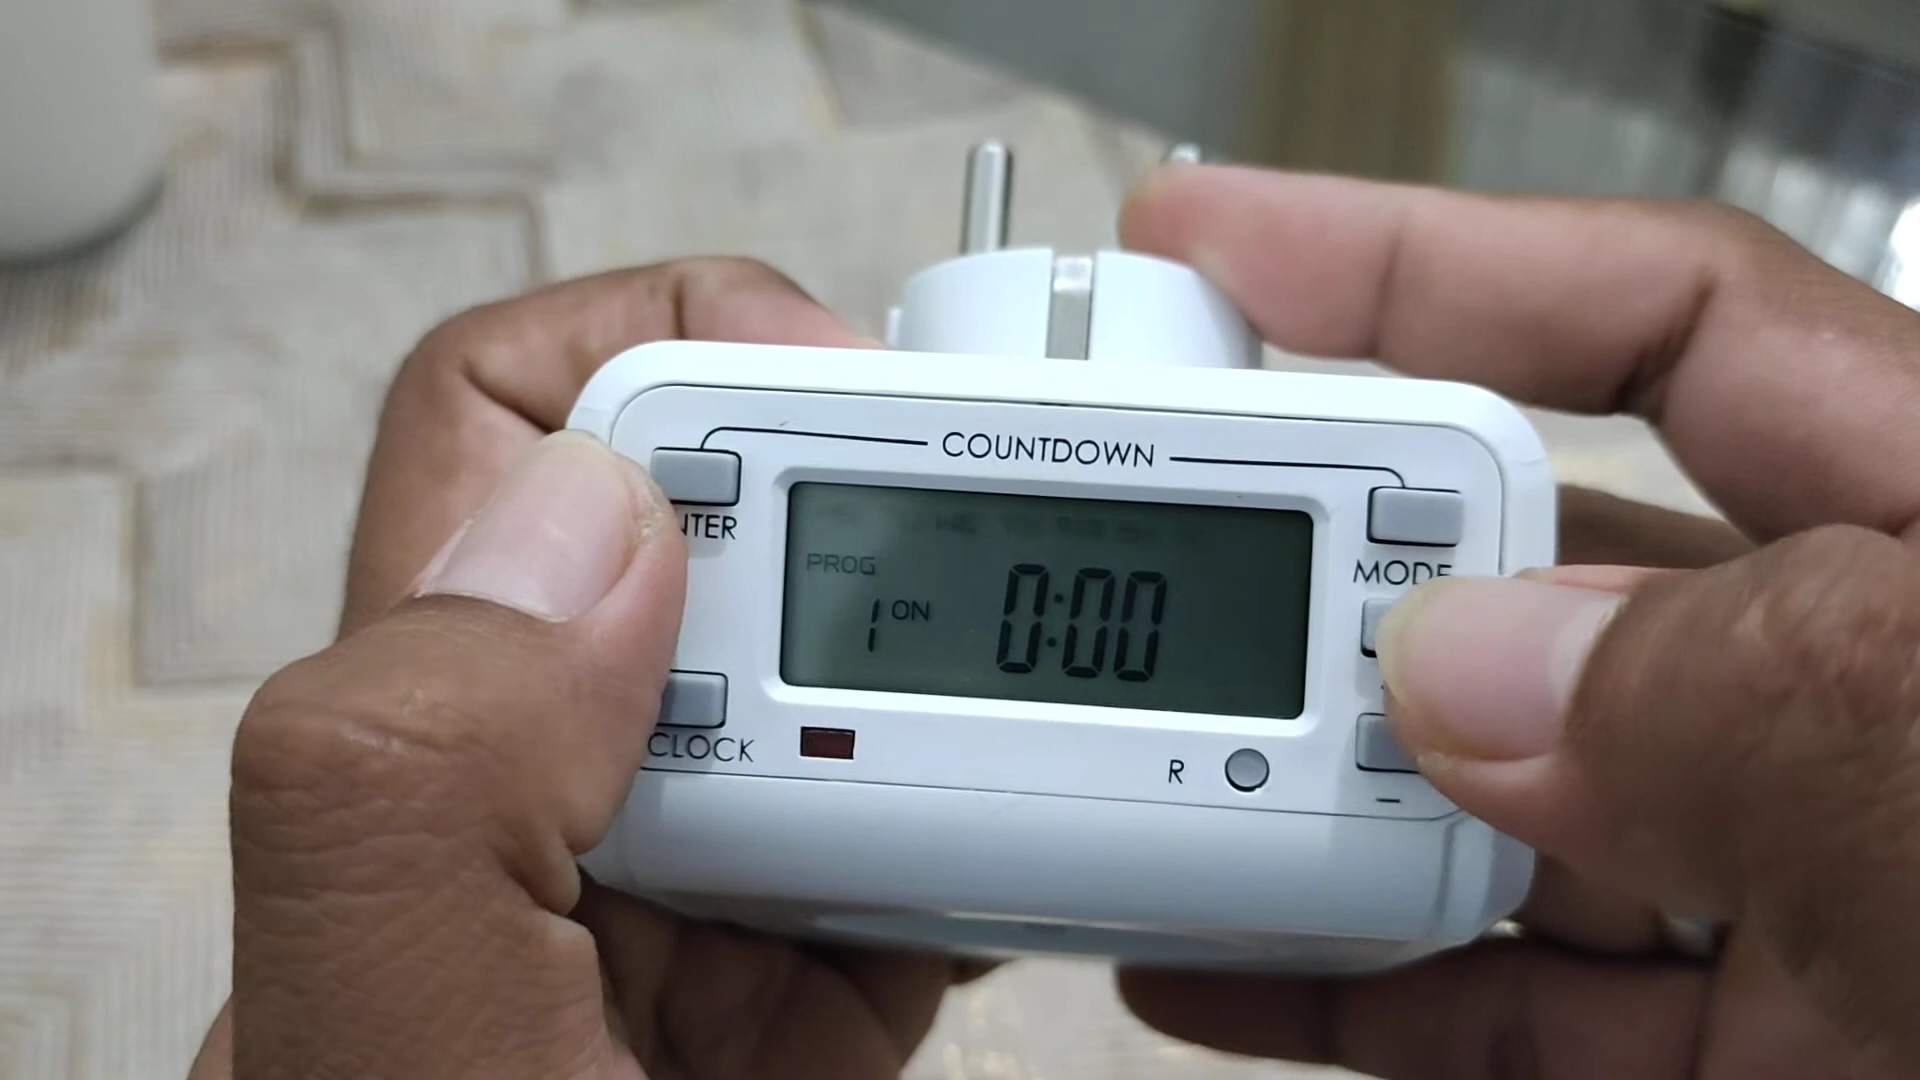 COUNTDOWN
NTER
MODE
PROG
1 ON 0:00
CLOCK
R
−